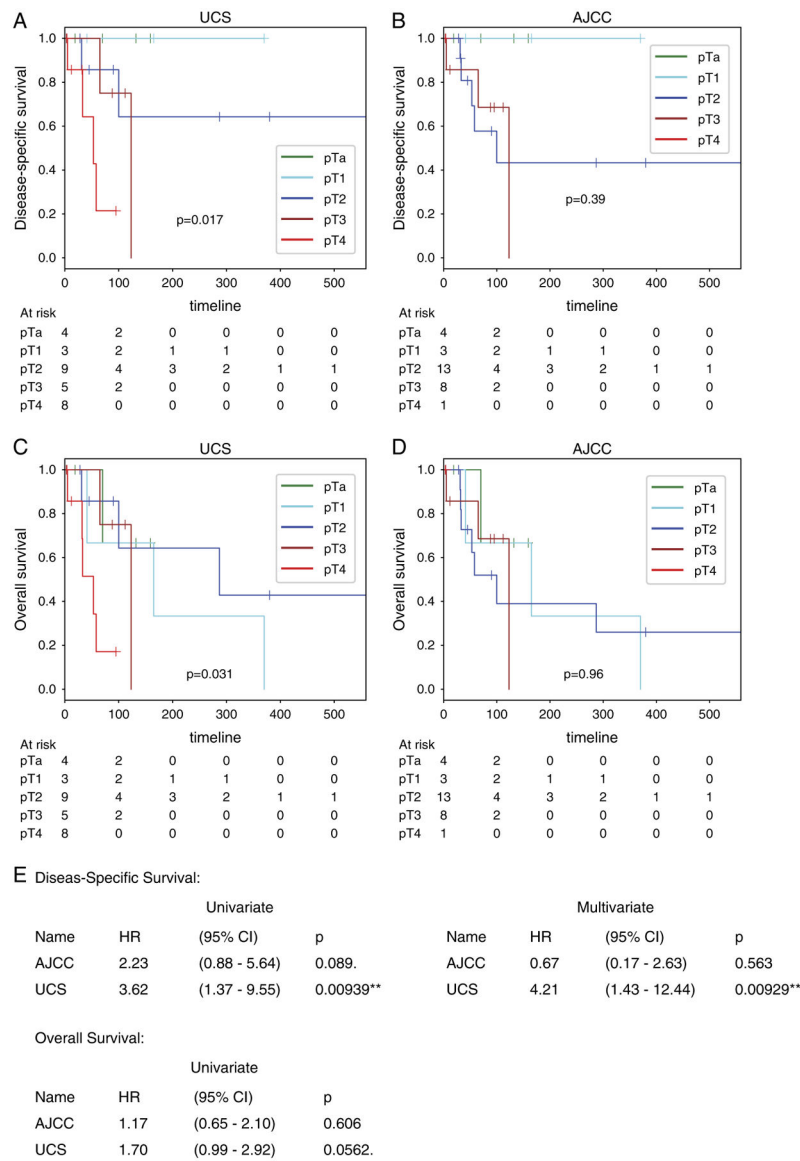 A
UCS
Disease-specific survival
1.0
0.8
0.6
0.4
0.2
0.0
pTa
pT1
pT2
pT3
pT4
p=0.017
0 100 200 300 400 500
timeline
At risk
pTa 4 2 0 0 0 0
pT1 3 2 1 1 0 0
pT2 9 4 3 2 1 1
pT3 5 2 0 0 0 0
pT4 8 0 0 0 0 0
B
AJCC
Disease-specific survival
1.0
0.8
0.6
0.4
0.2
0.0
pTa
pT1
pT2
pT3
pT4
p=0.39
0 100 200 300 400 500
timeline
At risk
pTa 4 2 0 0 0 0
pT1 3 2 1 1 0 0
pT2 13 4 3 2 1 1
pT3 8 2 0 0 0 0
pT4 1 0 0 0 0 0
C
UCS
Overall survival
1.0
0.8
0.6
0.4
0.2
0.0
pTa
pT1
pT2
pT3
pT4
p=0.031
0 100 200 300 400 500
timeline
At risk
pTa 4 2 0 0 0 0
pT1 3 2 1 1 0 0
pT2 9 4 3 2 1 1
pT3 5 2 0 0 0 0
pT4 8 0 0 0 0 0
D
AJCC
Overall survival
1.0
0.8
0.6
0.4
0.2
0.0
pTa
pT1
pT2
pT3
pT4
p=0.96
0 100 200 300 400 500
timeline
At risk
pTa 4 2 0 0 0 0
pT1 3 2 1 1 0 0
pT2 13 4 3 2 1 1
pT3 8 2 0 0 0 0
pT4 1 0 0 0 0 0
E Diseas-Specific Survival:
Univariate
Name HR (95% CI) p
AJCC 2.23 (0.88 - 5.64) 0.089.
UCS 3.62 (1.37 - 9.55) 0.00939**
Multivariate
Name HR (95% CI) p
AJCC 0.67 (0.17 - 2.63) 0.563
UCS 4.21 (1.43 - 12.44) 0.00929**
Overall Survival:
Univariate
Name HR (95% CI) p
AJCC 1.17 (0.65 - 2.10) 0.606
UCS 1.70 (0.99 - 2.92) 0.0562.